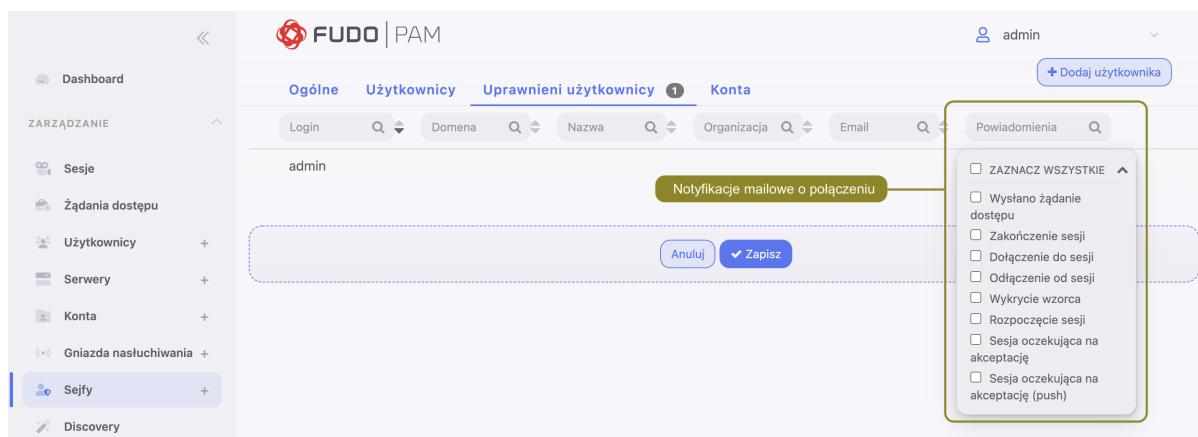 FUDO PAM
admin
+ Dodaj użytkownika
Ogólne Użytkownicy Uprawnieni użytkownicy 1 Konta
Login Domena Nazwa Organizacja Email Powiadomienia
admin
Notyfikacje mailowe o połączeniu
ZAZNACZ WSZYSTKIE
Wysłano żądanie
dostępu
Zakończenie sesji
Dołączenie do sesji
Odłączenie od sesji
Wykrycie wzorca
Rozpoczęcie sesji
Sesja oczekująca na
akceptację
Sesja oczekująca na
akceptację (push)
Anuluj Zapisz
Dashboard
ZARZĄDZANIE
Sesje
Żądania dostępu
Użytkownicy +
Serwery +
Konta +
Gniazda nasłuchiwania +
Sejfy +
Discovery